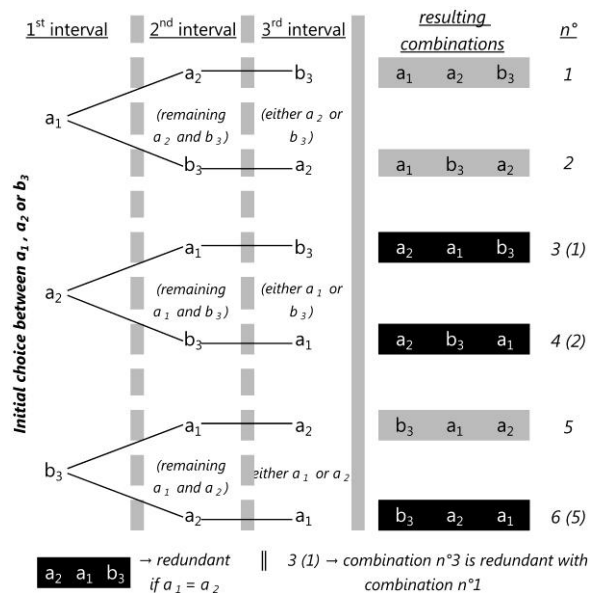 resulting
1st interval 2nd interval 3rd interval combinations n°
a2 b3 a1 a2 b3 1
a1 (remaining a2 and b3) (either a2 or b3)
b3 a2 a1 b3 a2 2
Initial choice between a1 , a2 or b3
a1 b3 a2 a1 b3 3 (1)
a2 (remaining a1 and b3) (either a1 or b3)
b3 a1 a2 b3 a1 4 (2)
a1 a2 b3 a1 a2 5
b3 (remaining a1 and a2) either a1 or a2
a2 a1 b3 a2 a1 6 (5)
a2 a1 b3 → redundant if a1 = a2
|| 3 (1) → combination n°3 is redundant with
combination n°1